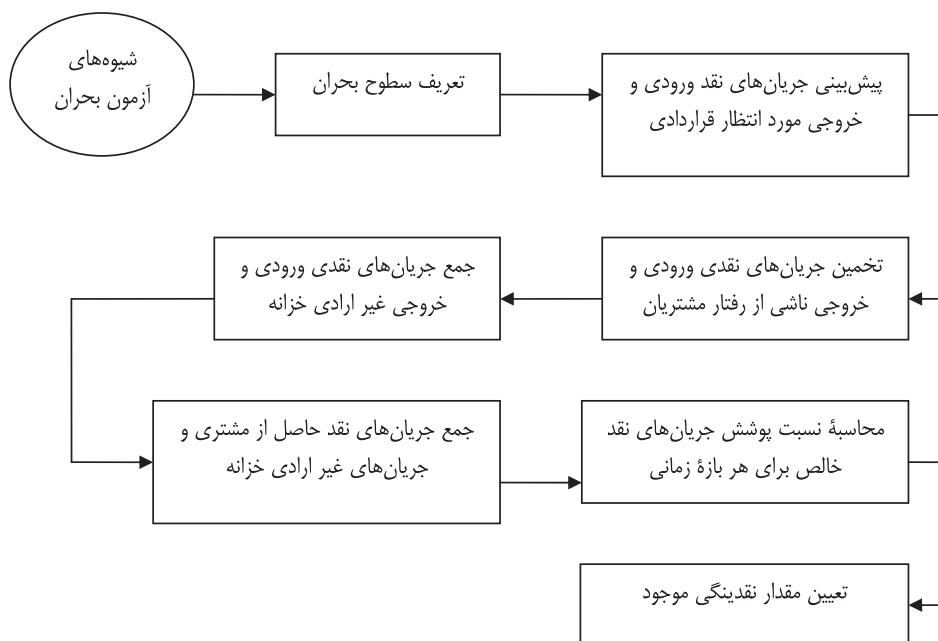 شیوه‌های
آزمون بحران
تعریف سطوح بحران
پیش‌بینی جریان‌های نقد ورودی و
خروجی مورد انتظار قراردادی
تخمین جریان‌های نقدی ورودی و
خروجی ناشی از رفتار مشتریان
جمع جریان‌های نقدی ورودی و
خروجی غیر ارادی خزانه
جمع جریان‌های نقد حاصل از مشتری و
جریان‌های غیر ارادی خزانه
محاسبهٔ نسبت پوشش جریان‌های نقد
خالص برای هر بازهٔ زمانی
تعیین مقدار نقدینگی موجود